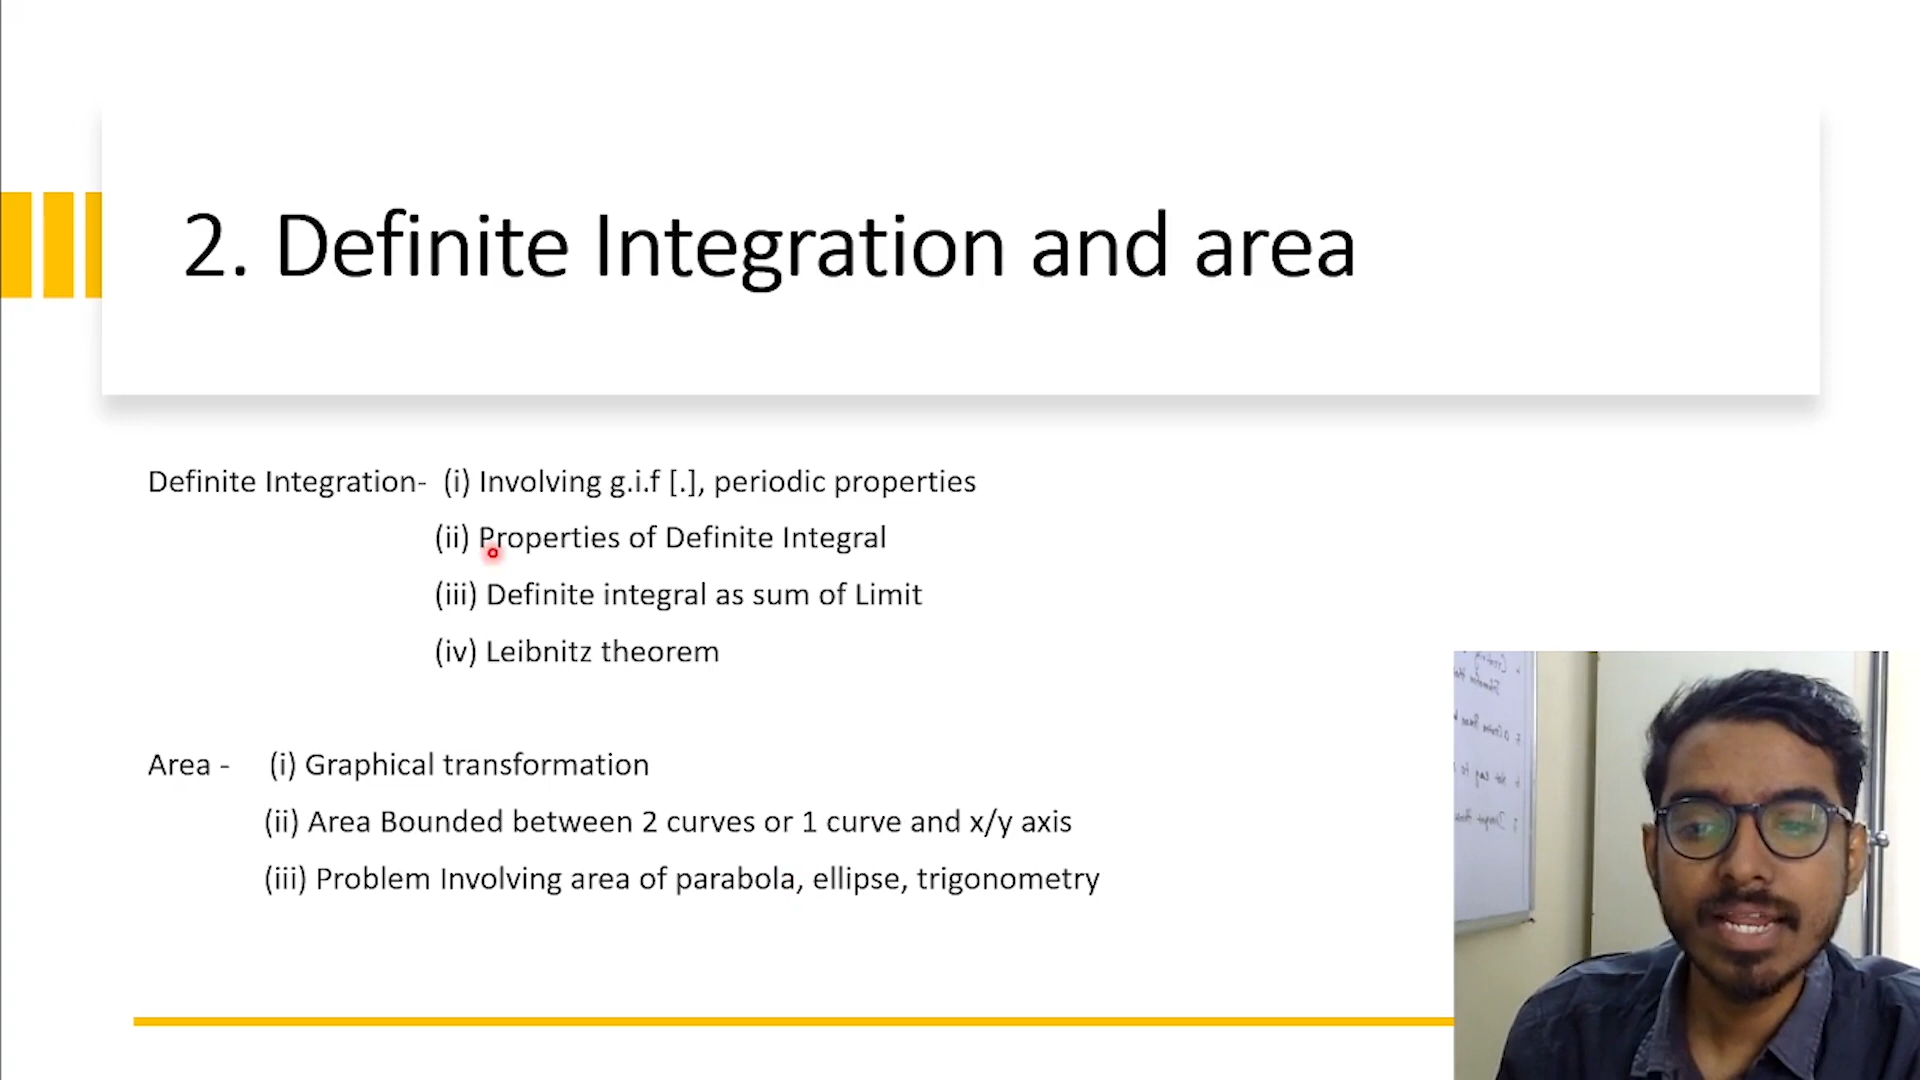 2. Definite Integration and area
Definite Integration- (i) Involving g.i.f [.], periodic properties
(ii) Properties of Definite Integral
(iii) Definite integral as sum of Limit
(iv) Leibnitz theorem
Area - (i) Graphical transformation
(ii) Area Bounded between 2 curves or 1 curve and x/y axis
(iii) Problem Involving area of parabola, ellipse, trigonometry